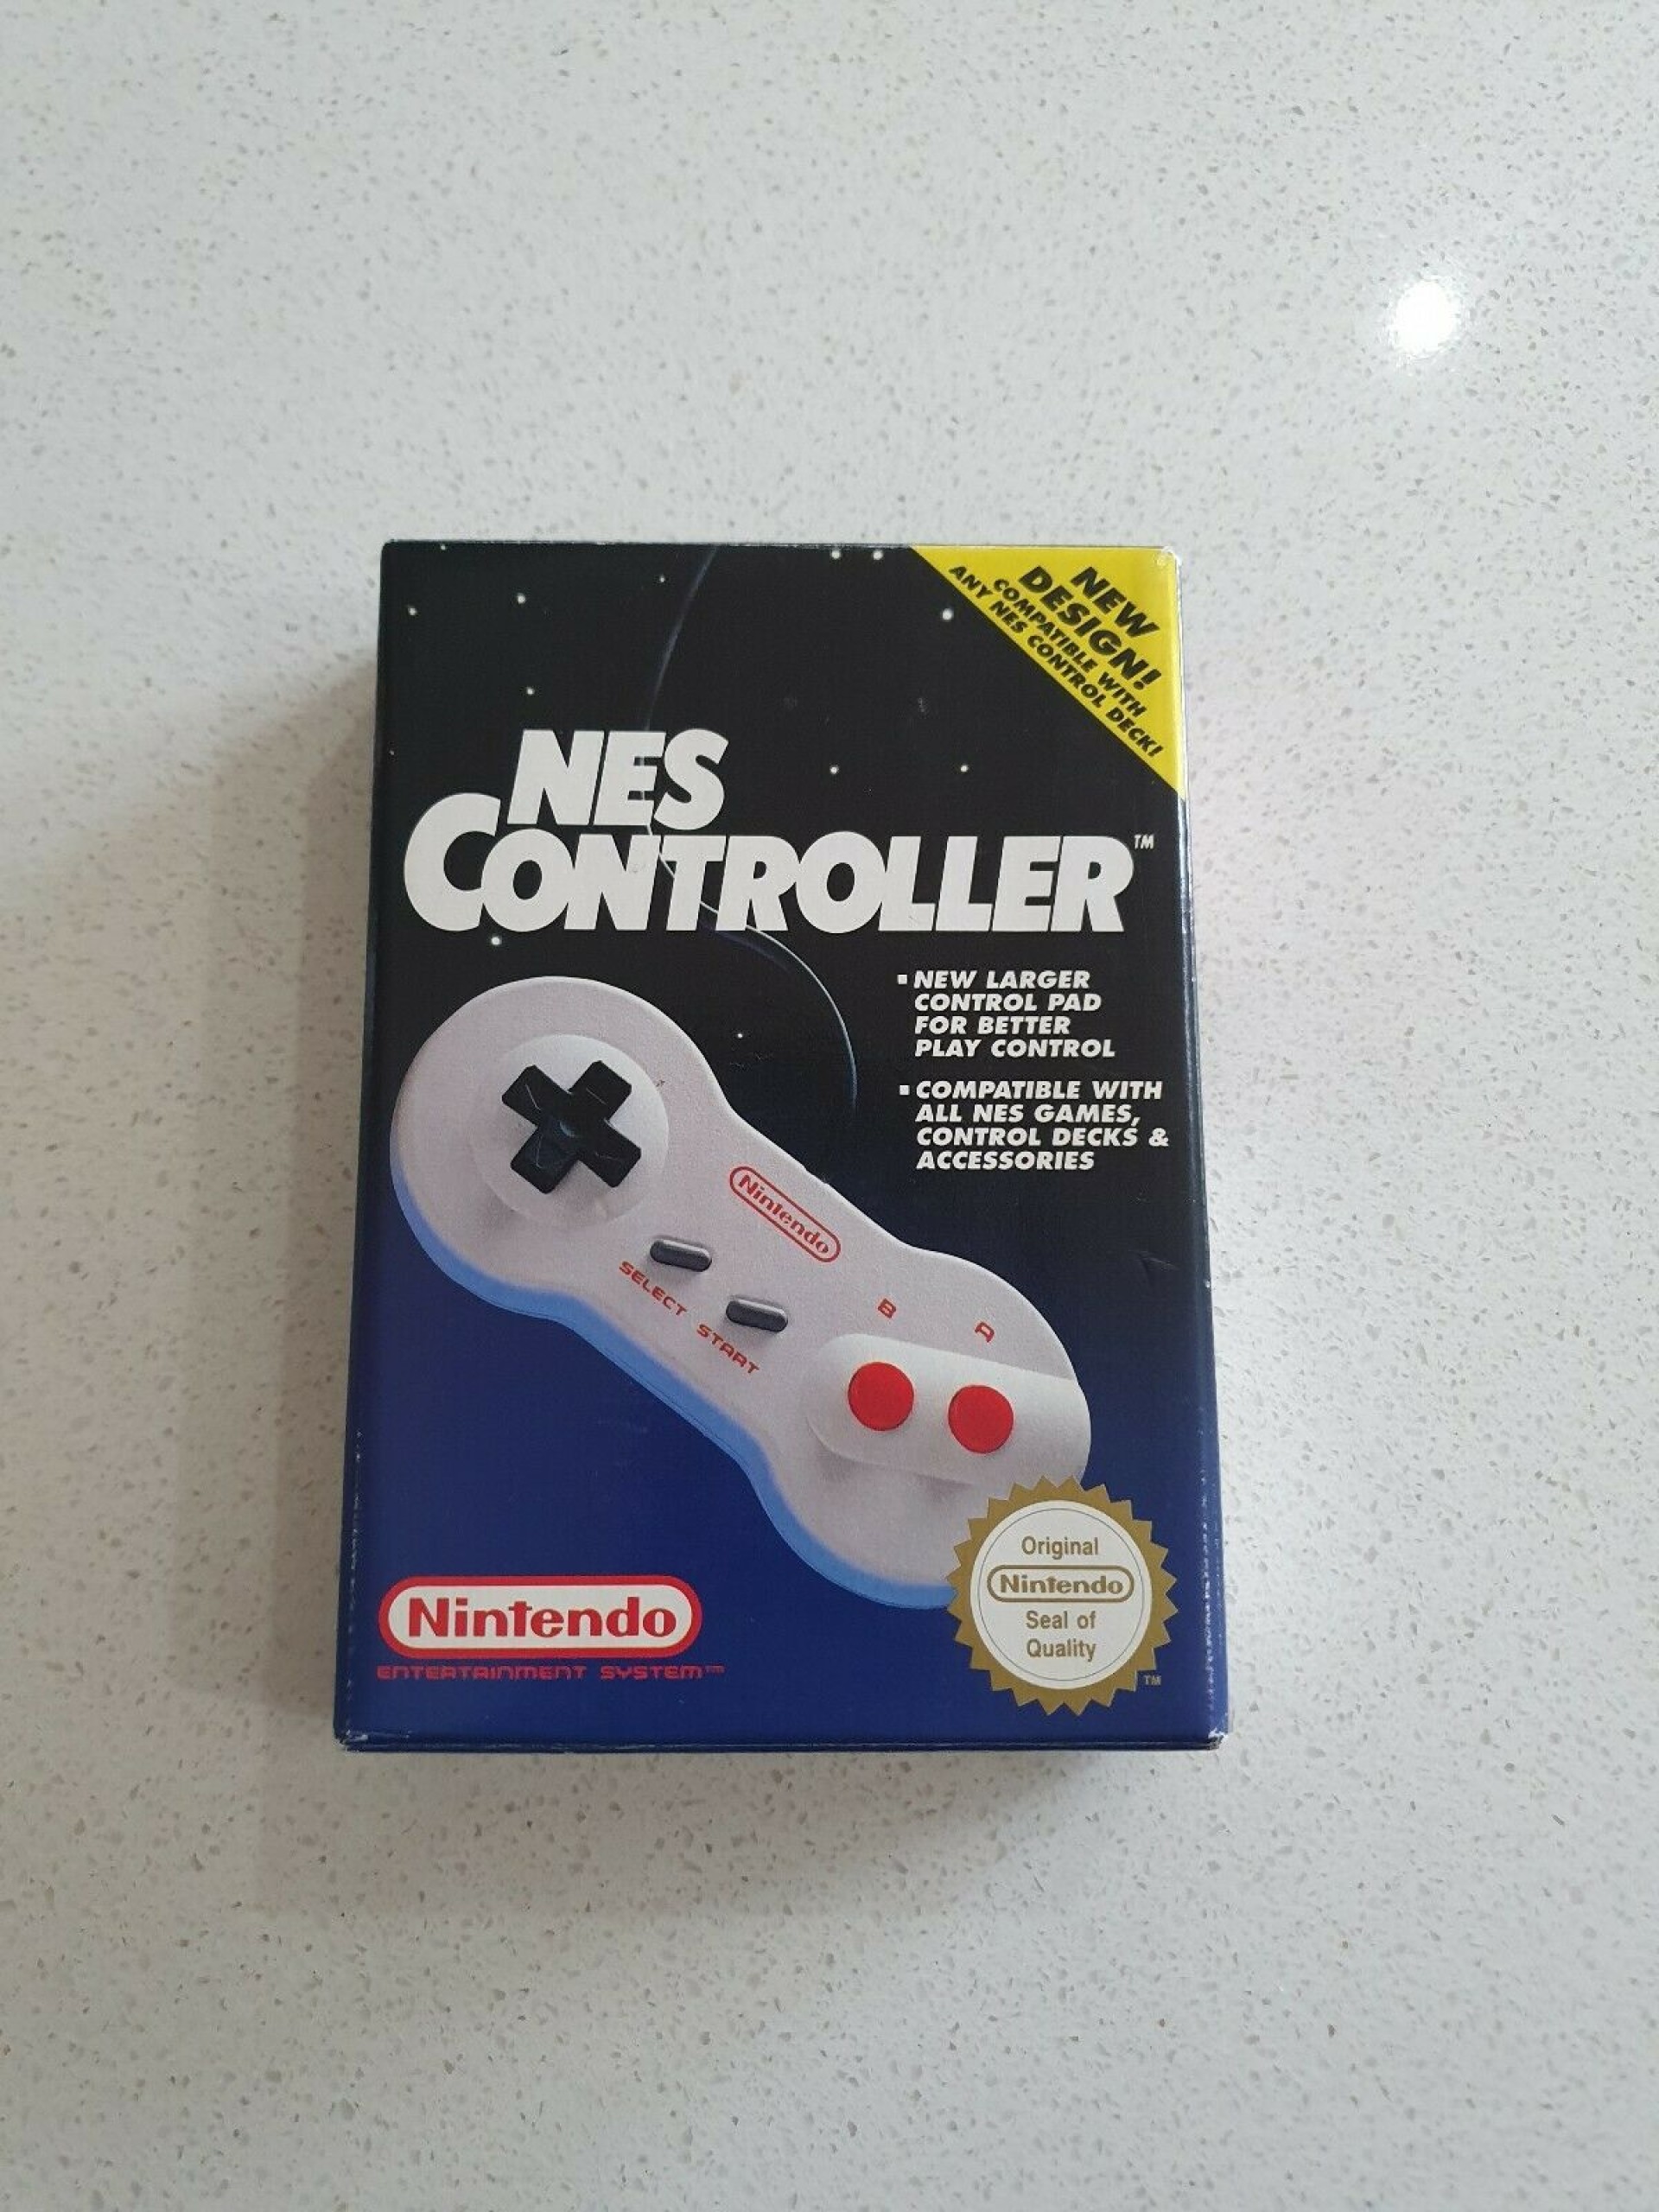 NEW
DESIGN!
COMPATIBLE WITH
ANY NES CONTROL DECK!
NES
CONTROLLER™
▪ NEW LARGER
CONTROL PAD
FOR BETTER
PLAY CONTROL
▪ COMPATIBLE WITH
ALL NES GAMES,
CONTROL DECKS &
ACCESSORIES
Nintendo
SELECT
START
B
A
Original
Nintendo
Seal of
Quality
TM
Nintendo
ENTERTAINMENT SYSTEM™